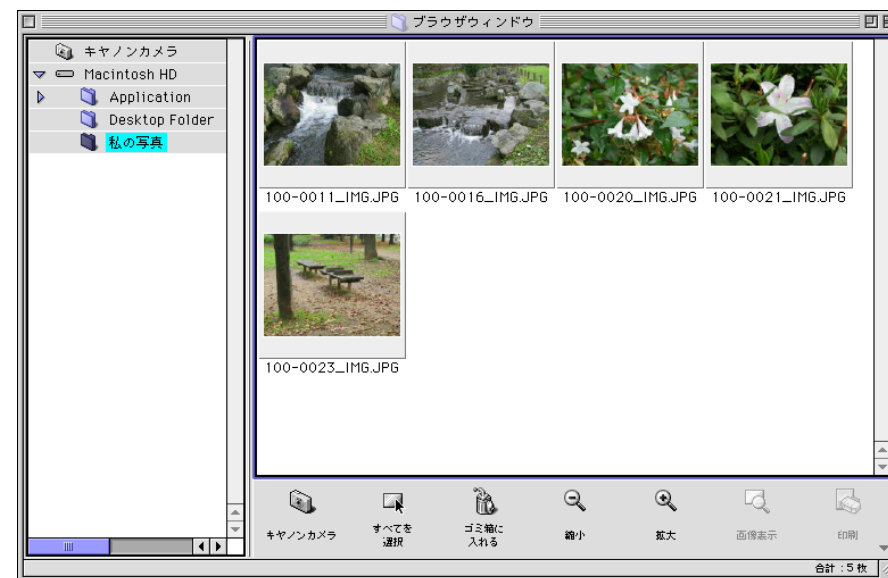 ブラウザウィンドウ
キヤノンカメラ
Macintosh HD
Application
Desktop Folder
私の写真
100-0011_IMG.JPG
100-0016_IMG.JPG
100-0020_IMG.JPG
100-0021_IMG.JPG
100-0023_IMG.JPG
キヤノンカメラ
すべてを
選択
ゴミ箱に
入れる
縮小
拡大
画像表示
印刷
合計:5枚